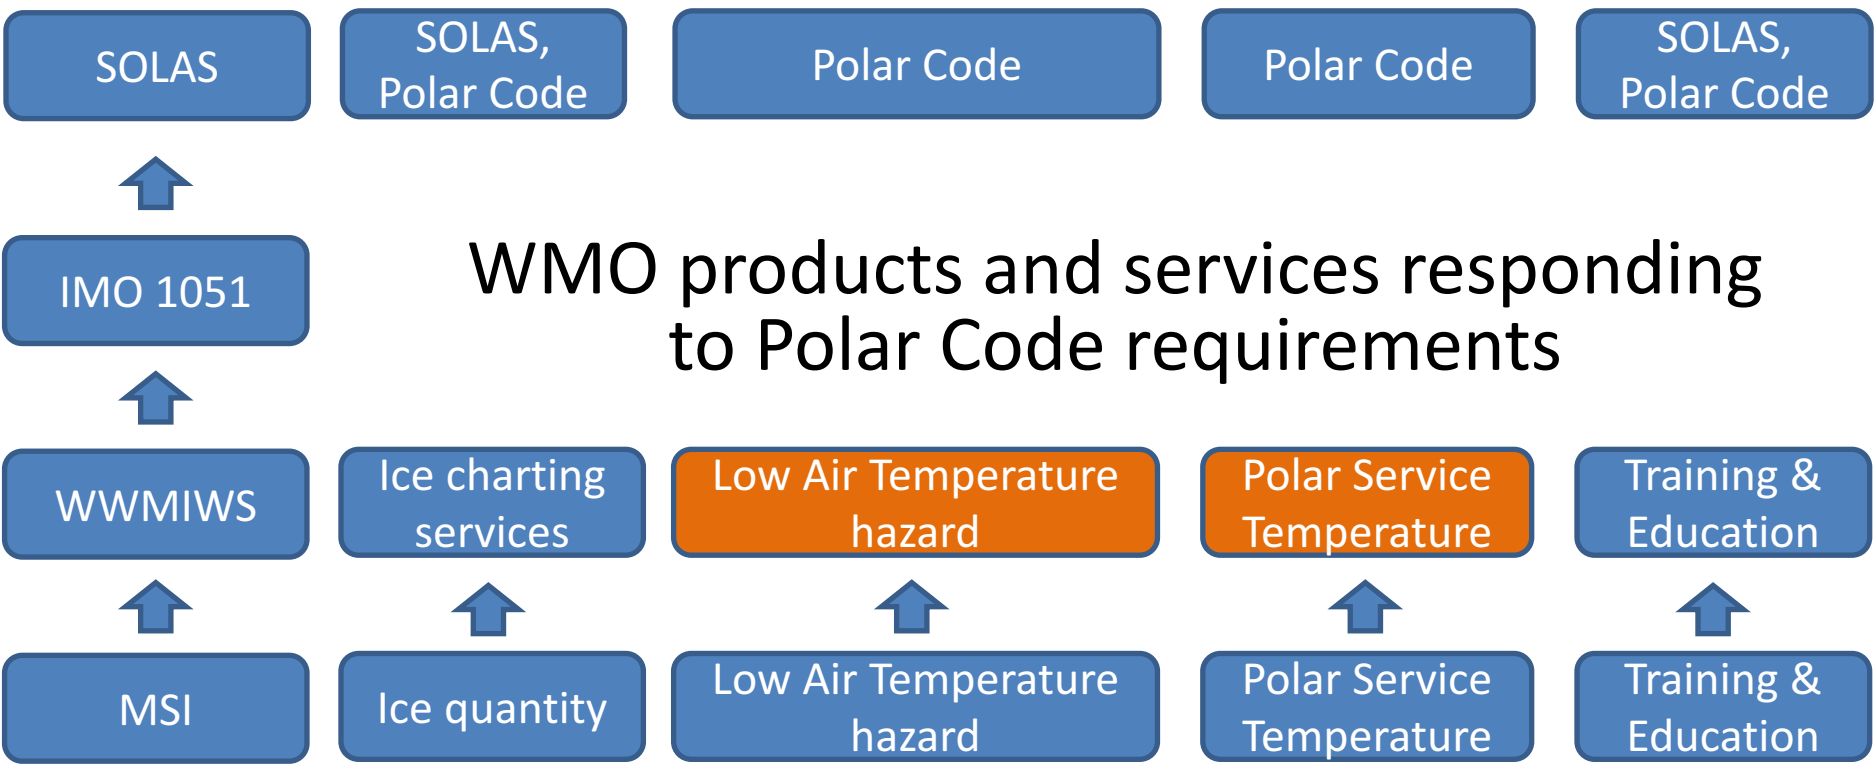 SOLAS
SOLAS,
Polar Code
Polar Code
Polar Code
SOLAS,
Polar Code
IMO 1051
WMO products and services responding
to Polar Code requirements
WWMIWS
Ice charting
services
Low Air Temperature
hazard
Polar Service
Temperature
Training &
Education
MSI
Ice quantity
Low Air Temperature
hazard
Polar Service
Temperature
Training &
Education